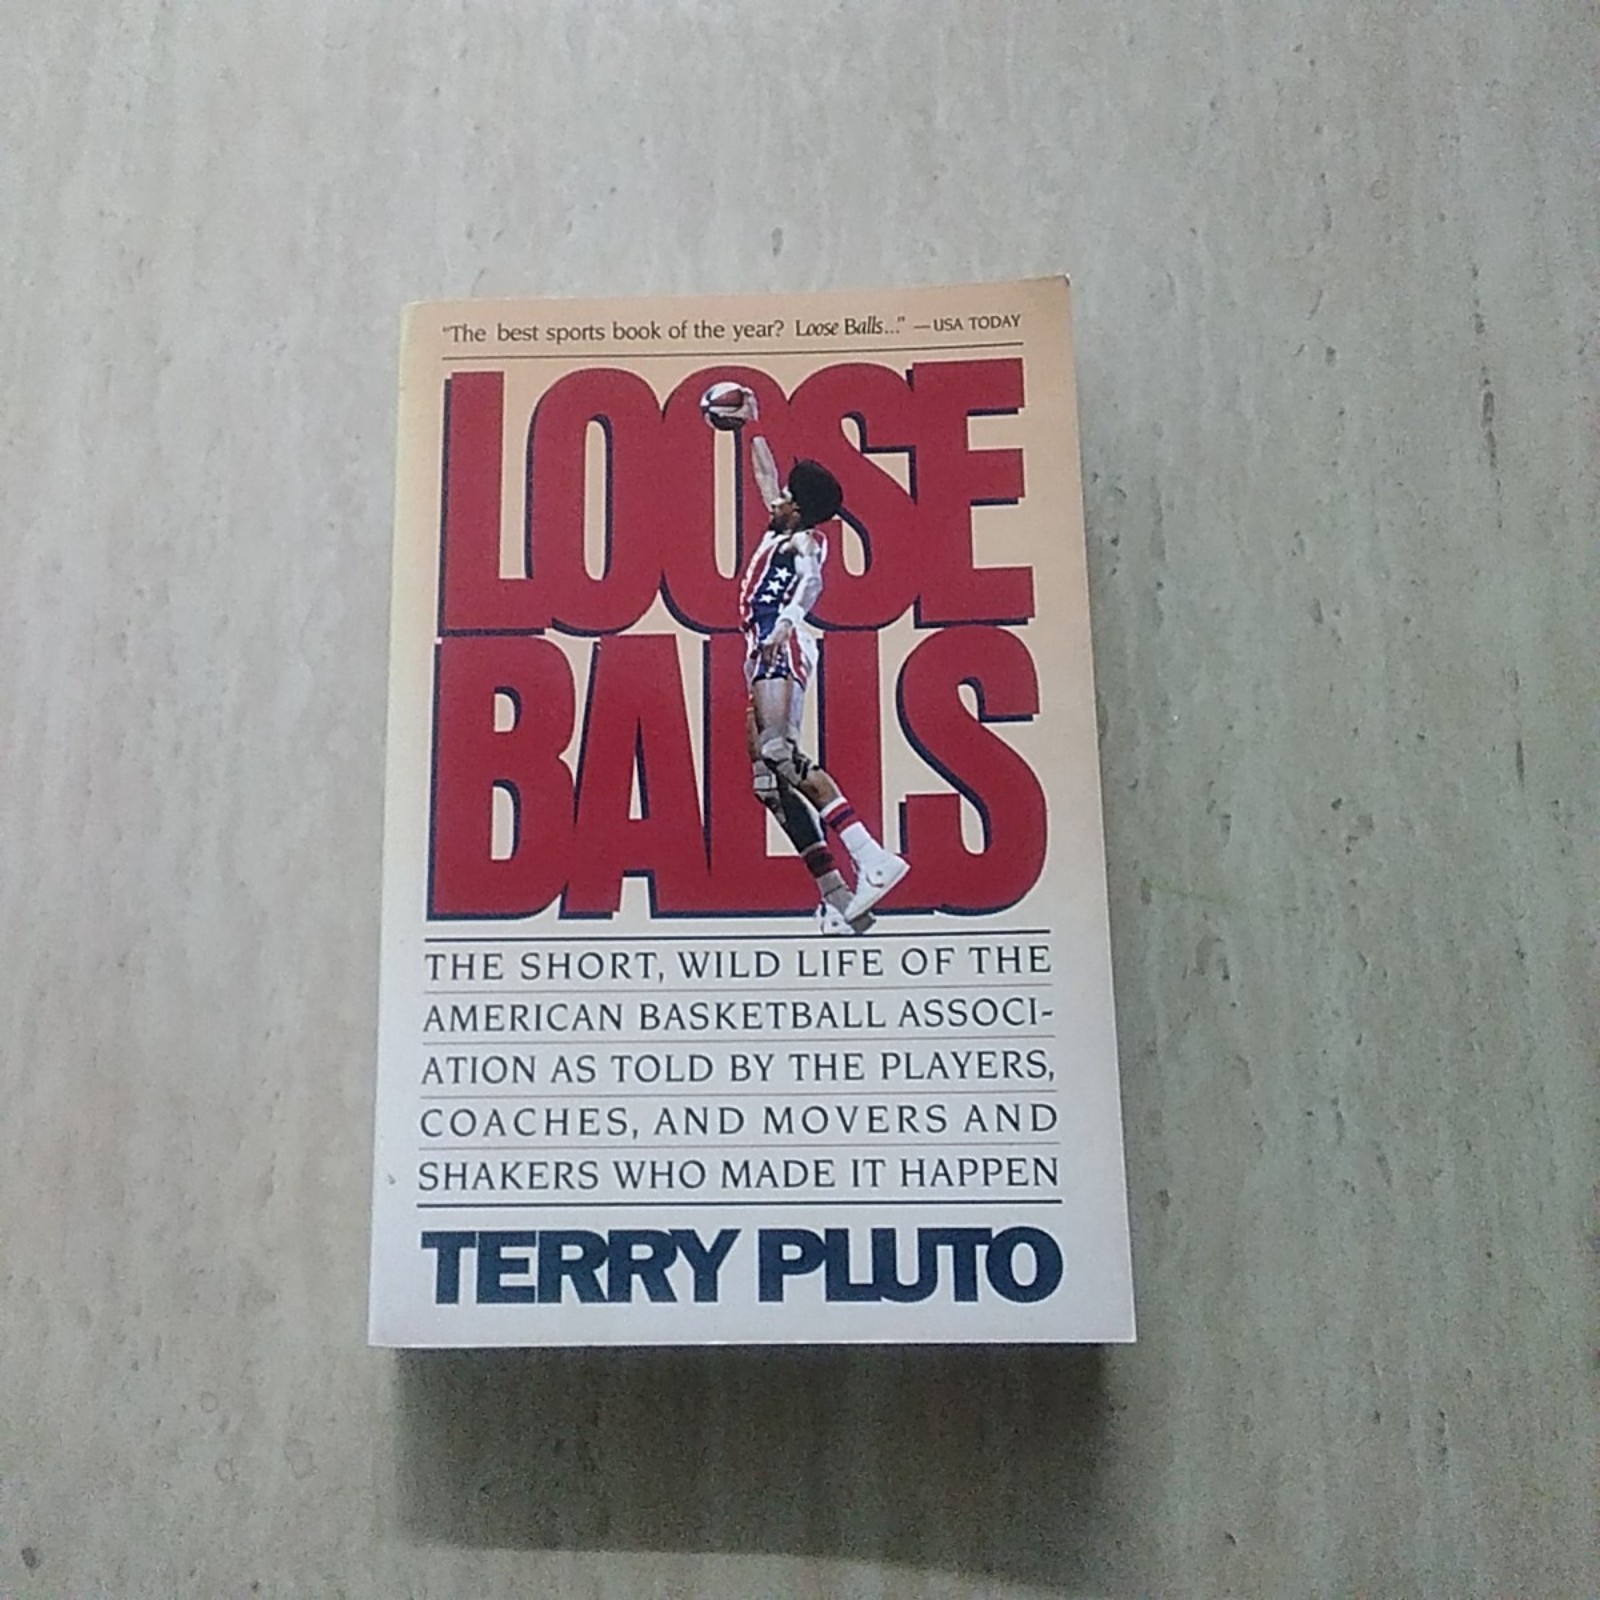 "The best sports book of the year? Loose Balls..." —USA TODAY
LOOSE
BALLS
THE SHORT, WILD LIFE OF THE
AMERICAN BASKETBALL ASSOCI-
ATION AS TOLD BY THE PLAYERS,
COACHES, AND MOVERS AND
SHAKERS WHO MADE IT HAPPEN
TERRY PLUTO